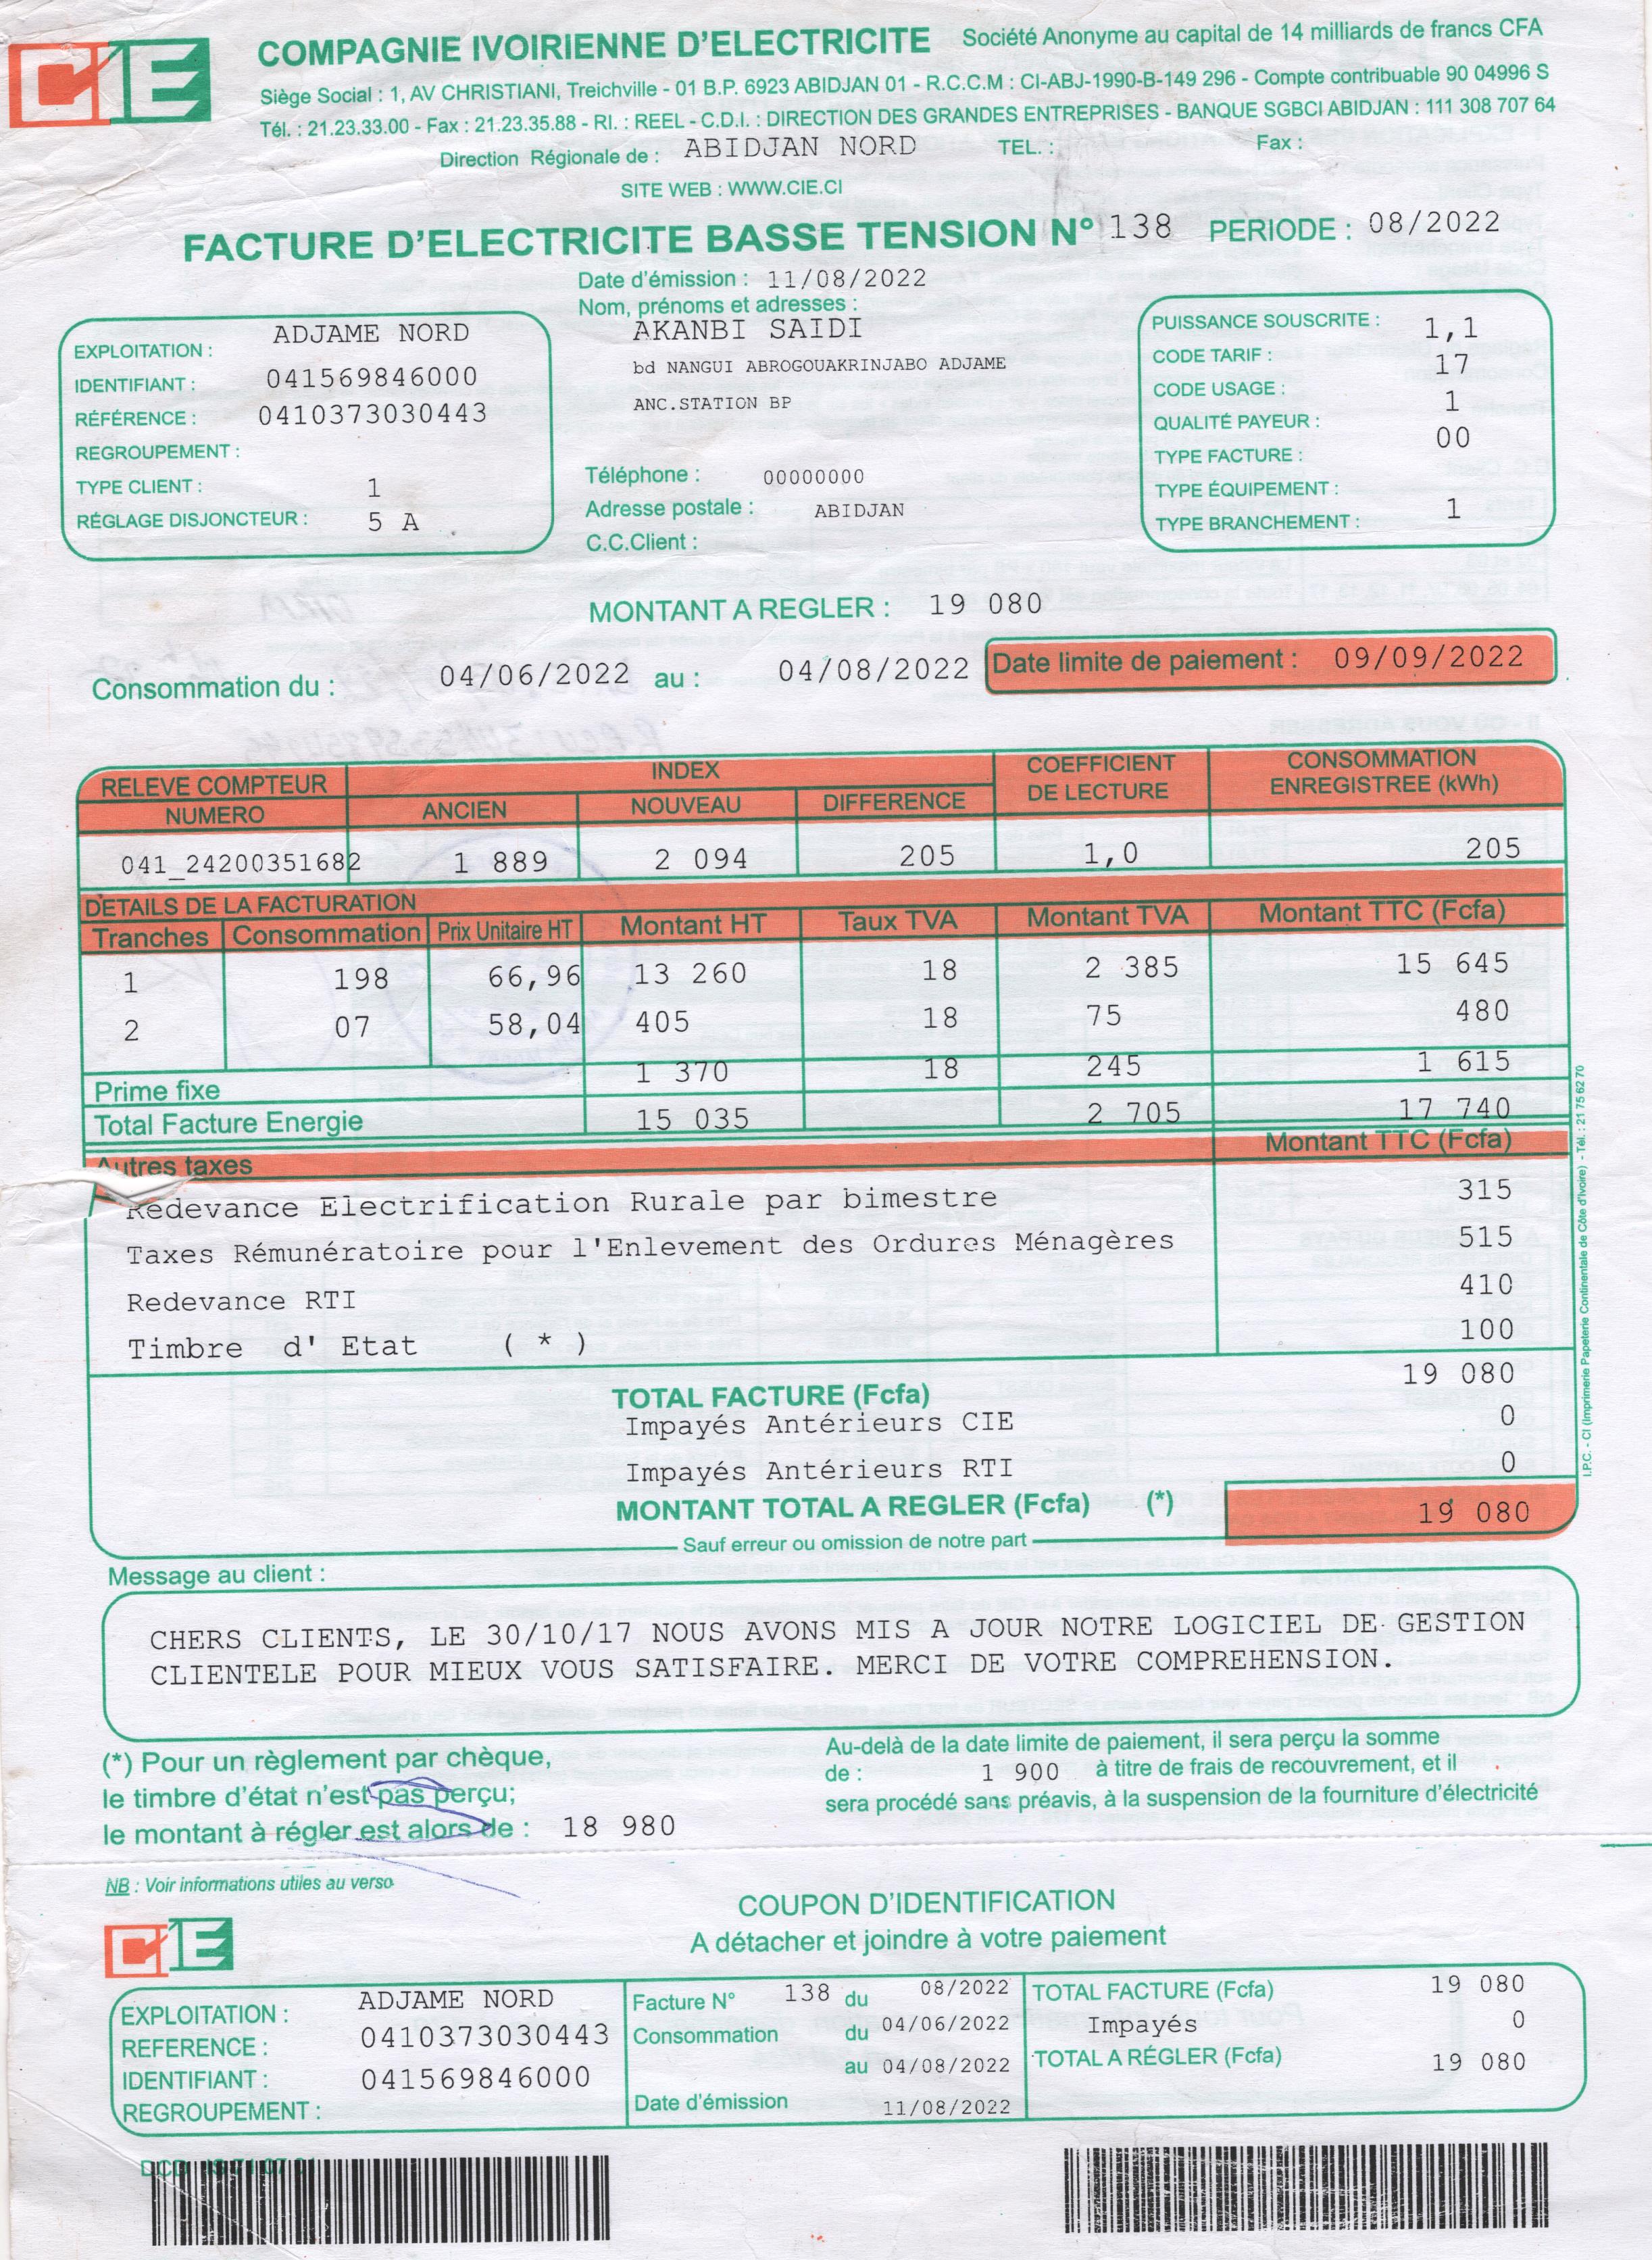 CIE
COMPAGNIE IVOIRIENNE D'ELECTRICITE Société Anonyme au capital de 14 milliards de francs CFA
Siège Social : 1, AV CHRISTIANI, Treichville - 01 B.P. 6923 ABIDJAN 01 - R.C.C.M : CI-ABJ-1990-B-149 296 - Compte contribuable 90 04996 S
Tél. : 21.23.33.00 - Fax : 21.23.35.88 - RI. : REEL - C.D.I. : DIRECTION DES GRANDES ENTREPRISES - BANQUE SGBCI ABIDJAN : 111 308 707 64
Direction Régionale de : ABIDJAN NORD TEL. : Fax :
SITE WEB : WWW.CIE.CI
FACTURE D'ELECTRICITE BASSE TENSION N° 138 PERIODE : 08/2022
Date d'émission : 11/08/2022
Nom, prénoms et adresses :
AKANBI SAIDI
bd NANGUI ABROGOUAKRINJABO ADJAME
ANC.STATION BP
Téléphone : 00000000
Adresse postale : ABIDJAN
C.C.Client :
EXPLOITATION : ADJAME NORD
IDENTIFIANT : 041569846000
RÉFÉRENCE : 0410373030443
REGROUPEMENT :
TYPE CLIENT : 1
RÉGLAGE DISJONCTEUR : 5 A
PUISSANCE SOUSCRITE : 1,1
CODE TARIF : 17
CODE USAGE : 1
QUALITÉ PAYEUR : 00
TYPE FACTURE :
TYPE ÉQUIPEMENT :
TYPE BRANCHEMENT : 1
MONTANT A REGLER : 19 080
Consommation du : 04/06/2022 au : 04/08/2022 Date limite de paiement : 09/09/2022
RELEVE COMPTEUR INDEX COEFFICIENT CONSOMMATION
NUMERO ANCIEN NOUVEAU DIFFERENCE DE LECTURE ENREGISTREE (kWh)
041_24200351682 1 889 2 094 205 1,0 205
DETAILS DE LA FACTURATION
Tranches Consommation Prix Unitaire HT Montant HT Taux TVA Montant TVA Montant TTC (Fcfa)
1 198 66,96 13 260 18 2 385 15 645
2 07 58,04 405 18 75 480
Prime fixe 1 370 18 245 1 615
Total Facture Energie 15 035 2 705 17 740
Autres taxes Montant TTC (Fcfa)
Redevance Electrification Rurale par bimestre 315
Taxes Rémunératoire pour l'Enlevement des Ordures Ménagères 515
Redevance RTI 410
Timbre d' Etat ( * ) 100
TOTAL FACTURE (Fcfa) 19 080
Impayés Antérieurs CIE 0
Impayés Antérieurs RTI 0
MONTANT TOTAL A REGLER (Fcfa) (*) 19 080
Sauf erreur ou omission de notre part
I.P.C. - CI (Imprimerie Papeterie Continentale de Côte d'Ivoire) - Tél. : 21 75 62 70
Message au client :
CHERS CLIENTS, LE 30/10/17 NOUS AVONS MIS A JOUR NOTRE LOGICIEL DE GESTION
CLIENTELE POUR MIEUX VOUS SATISFAIRE. MERCI DE VOTRE COMPREHENSION.
(*) Pour un règlement par chèque,
le timbre d'état n'est pas perçu;
le montant à régler est alors de : 18 980
Au-delà de la date limite de paiement, il sera perçu la somme
de : 1 900 à titre de frais de recouvrement, et il
sera procédé sans préavis, à la suspension de la fourniture d'électricité
NB : Voir informations utiles au verso
COUPON D'IDENTIFICATION
A détacher et joindre à votre paiement
CIE
EXPLOITATION : ADJAME NORD
REFERENCE : 0410373030443
IDENTIFIANT : 041569846000
REGROUPEMENT :
Facture N° 138 du 08/2022
Consommation du 04/06/2022
au 04/08/2022
Date d'émission 11/08/2022
TOTAL FACTURE (Fcfa) 19 080
Impayés 0
TOTAL A RÉGLER (Fcfa) 19 080